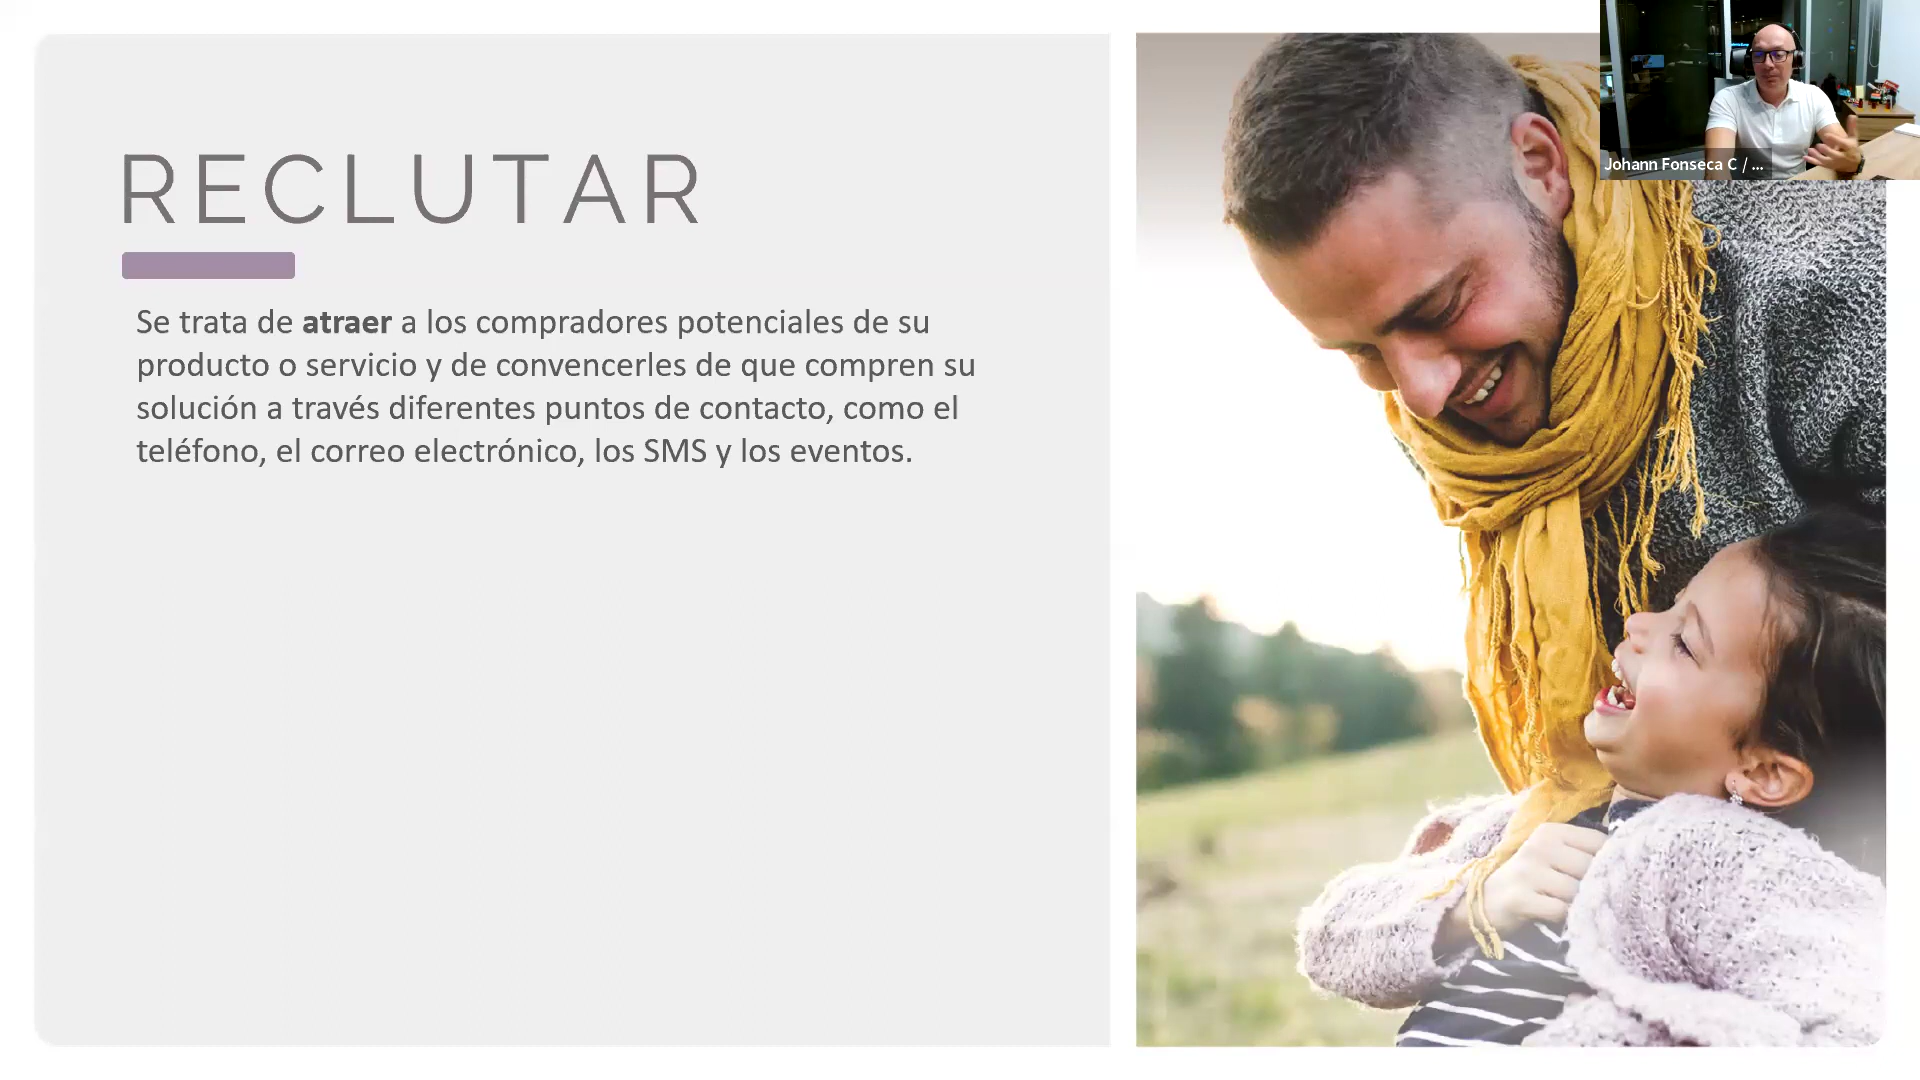 RECLUTAR
Se trata de atraer a los compradores potenciales de su
producto o servicio y de convencerles de que compren su
solución a través diferentes puntos de contacto, como el
teléfono, el correo electrónico, los SMS y los eventos.
Johann Fonseca C / ...